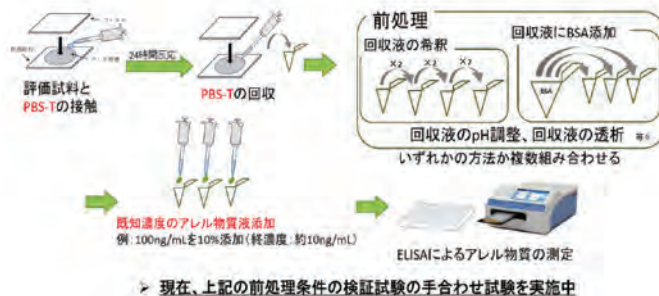 24時間反応
評価試料と
PBS-Tの接触
PBS-Tの回収
前処理
回収液の希釈
×2 ×2 ×2
回収液にBSA添加
BSA
回収液のpH調整、回収液の透析 等
いずれかの方法か複数組み合わせる
既知濃度のアレル物質液添加
例:100ng/mLを10%添加(終濃度:約10ng/mL)
ELISAによるアレル物質の測定
➢ 現在、上記の前処理条件の検証試験の手合わせ試験を実施中